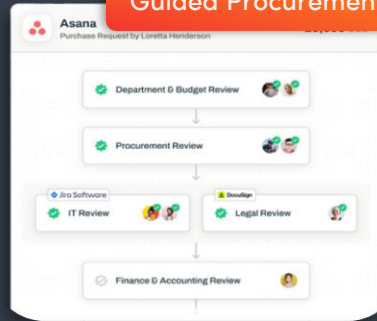 Guided Procurement
Asana
Purchase Request by Loretta Henderson
Department & Budget Review
Procurement Review
Jira Software
DocuSign
IT Review
Legal Review
Finance & Accounting Review